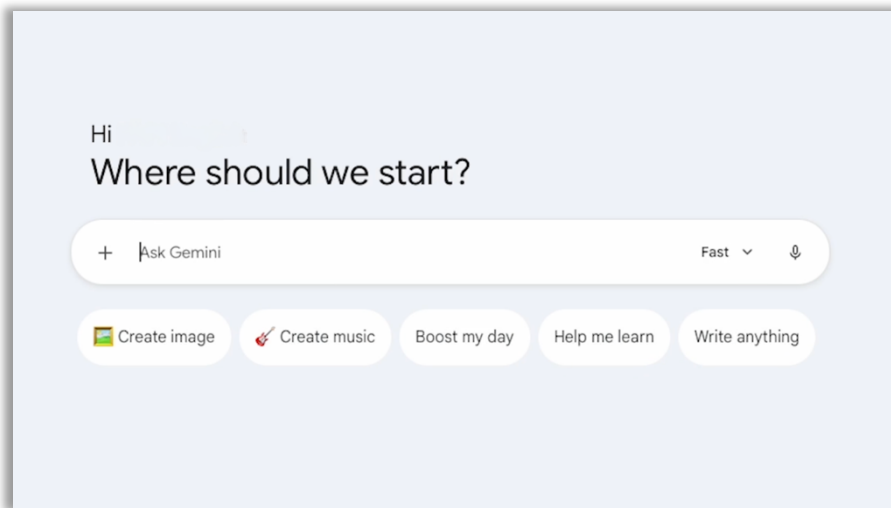 Hi
Where should we start?
Ask Gemini
Fast
Create image
Create music
Boost my day
Help me learn
Write anything